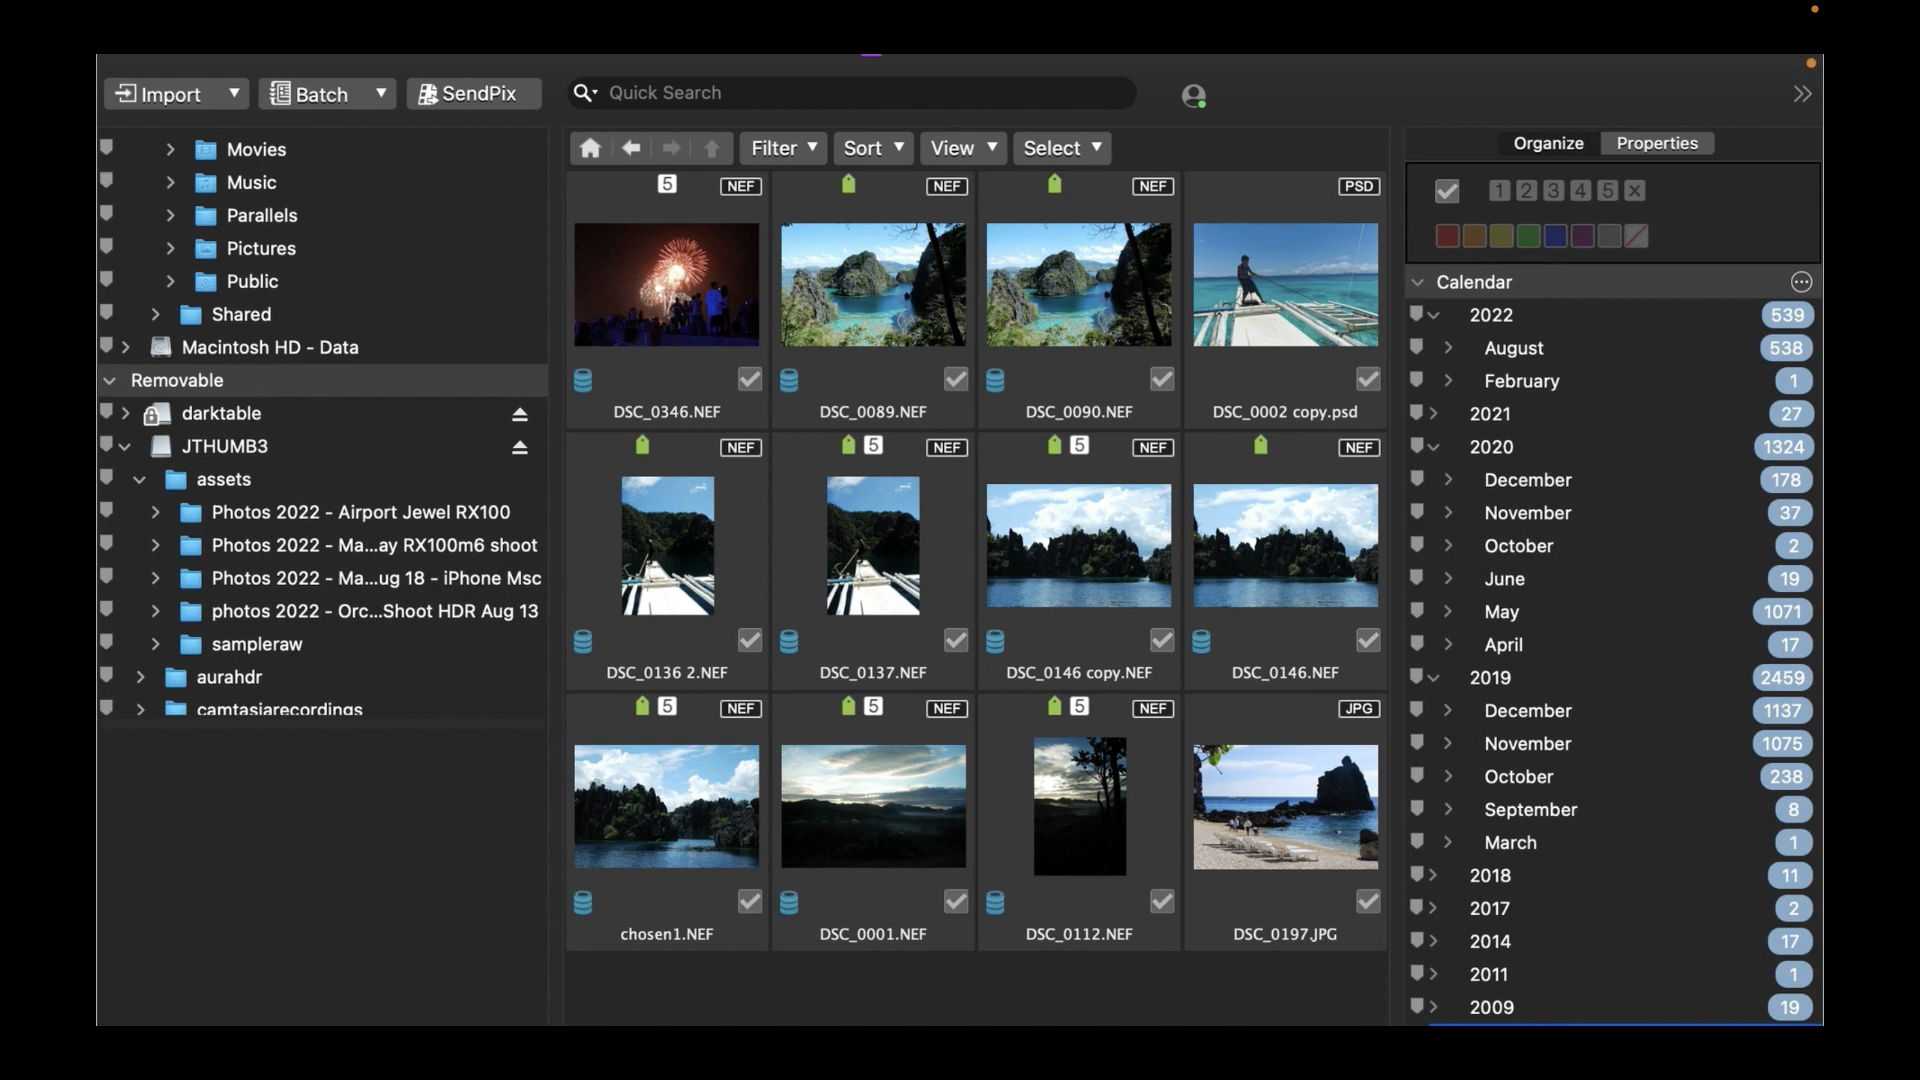 Import
Batch
SendPix
Quick Search
Movies
Music
Parallels
Pictures
Public
Shared
Macintosh HD - Data
Removable
darktable
JTHUMB3
assets
Photos 2022 - Airport Jewel RX100
Photos 2022 - Ma...ay RX100m6 shoot
Photos 2022 - Ma...ug 18 - iPhone Msc
photos 2022 - Orc...Shoot HDR Aug 13
sampleraw
aurahdr
camtasiarecordings
Filter
Sort
View
Select
5 NEF
NEF
NEF
PSD
DSC_0346.NEF
DSC_0089.NEF
DSC_0090.NEF
DSC_0002 copy.psd
NEF
5 NEF
5 NEF
NEF
DSC_0136 2.NEF
DSC_0137.NEF
DSC_0146 copy.NEF
DSC_0146.NEF
5 NEF
5 NEF
5 NEF
JPG
chosen1.NEF
DSC_0001.NEF
DSC_0112.NEF
DSC_0197.JPG
Organize
Properties
1 2 3 4 5 x
Calendar
2022 539
August 538
February 1
2021 27
2020 1324
December 178
November 37
October 2
June 19
May 1071
April 17
2019 2459
December 1137
November 1075
October 238
September 8
March 1
2018 11
2017 2
2014 17
2011 1
2009 19